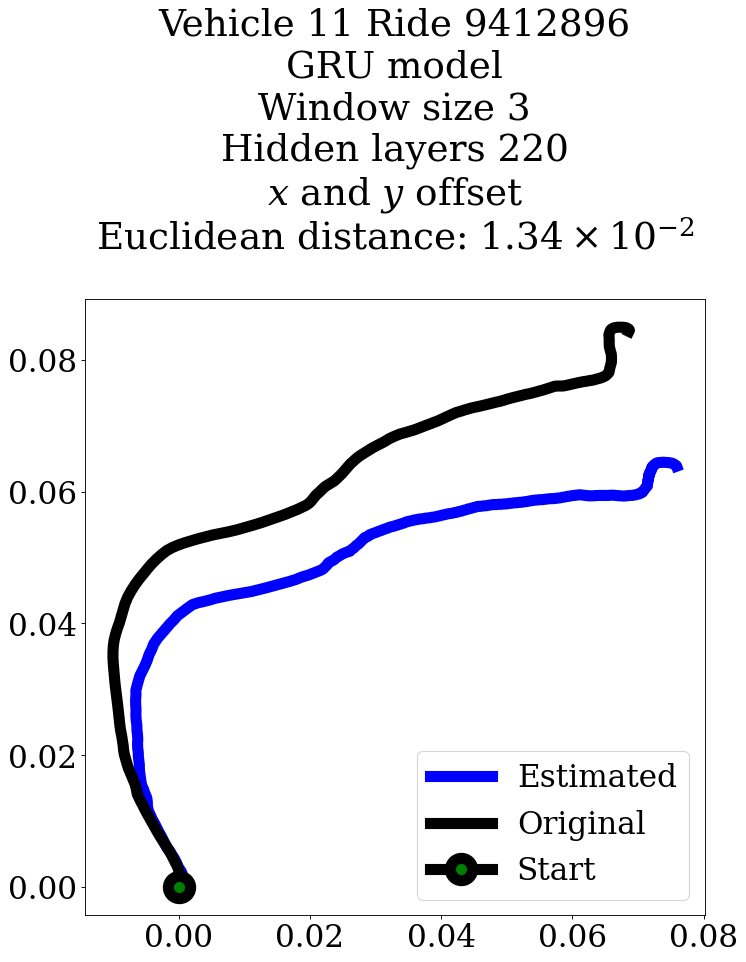 Vehicle 11 Ride 9412896
GRU model
Window size 3
Hidden layers 220
x and y offset
Euclidean distance: 1.34 × 10⁻²
0.08
0.06
0.04
0.02
0.00
Estimated
Original
Start
0.00 0.02 0.04 0.06 0.08